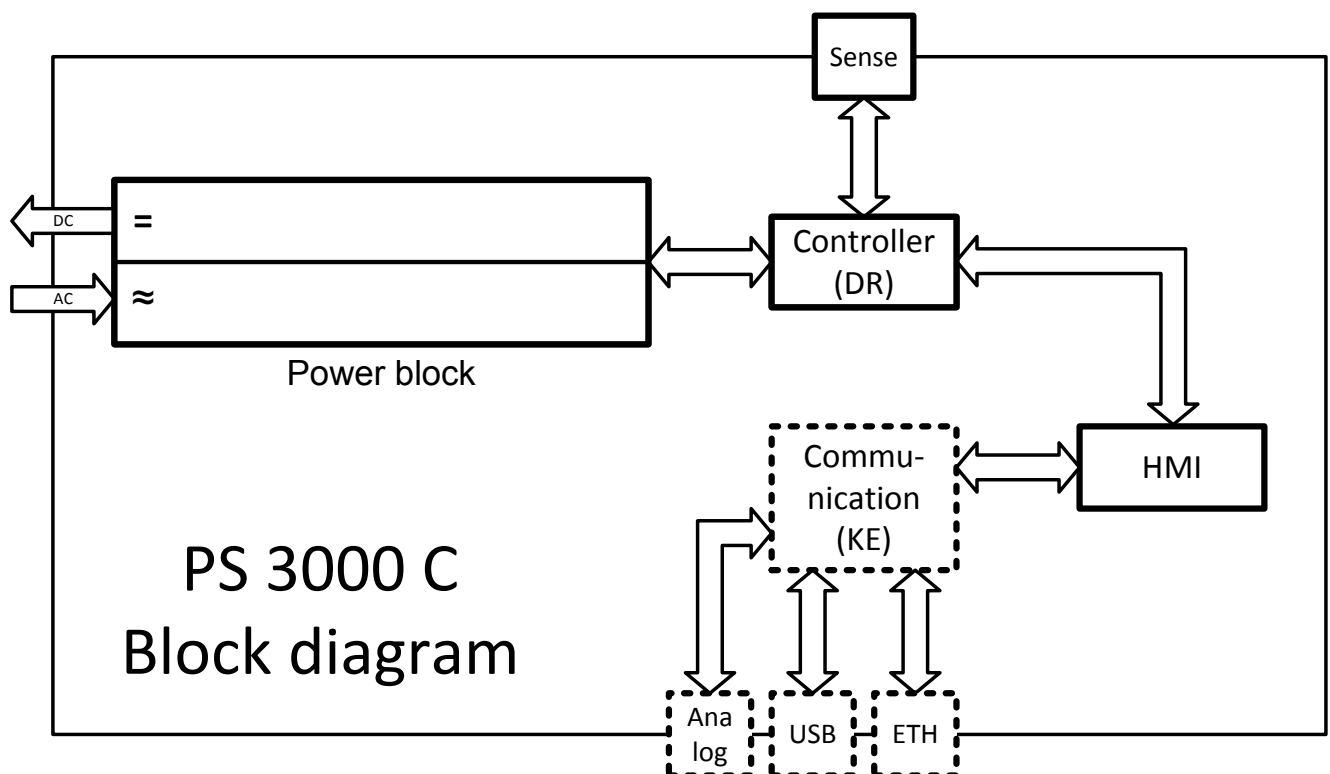 Sense
DC
=
Controller
(DR)
AC
≈
Power block
Commu-
nication
(KE)
HMI
PS 3000 C
Block diagram
Ana
log
USB
ETH